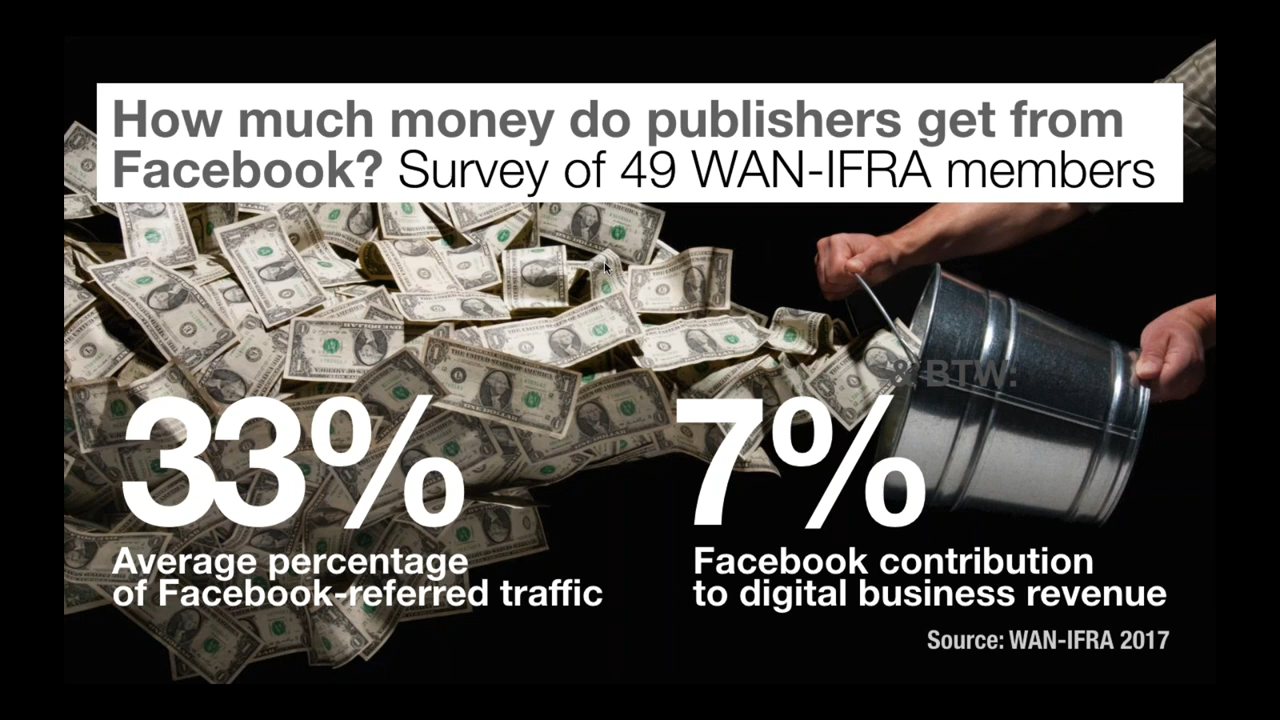 How much money do publishers get from
Facebook? Survey of 49 WAN-IFRA members
& BTW:
33%
7%
Average percentage
of Facebook-referred traffic
Facebook contribution
to digital business revenue
Source: WAN-IFRA 2017